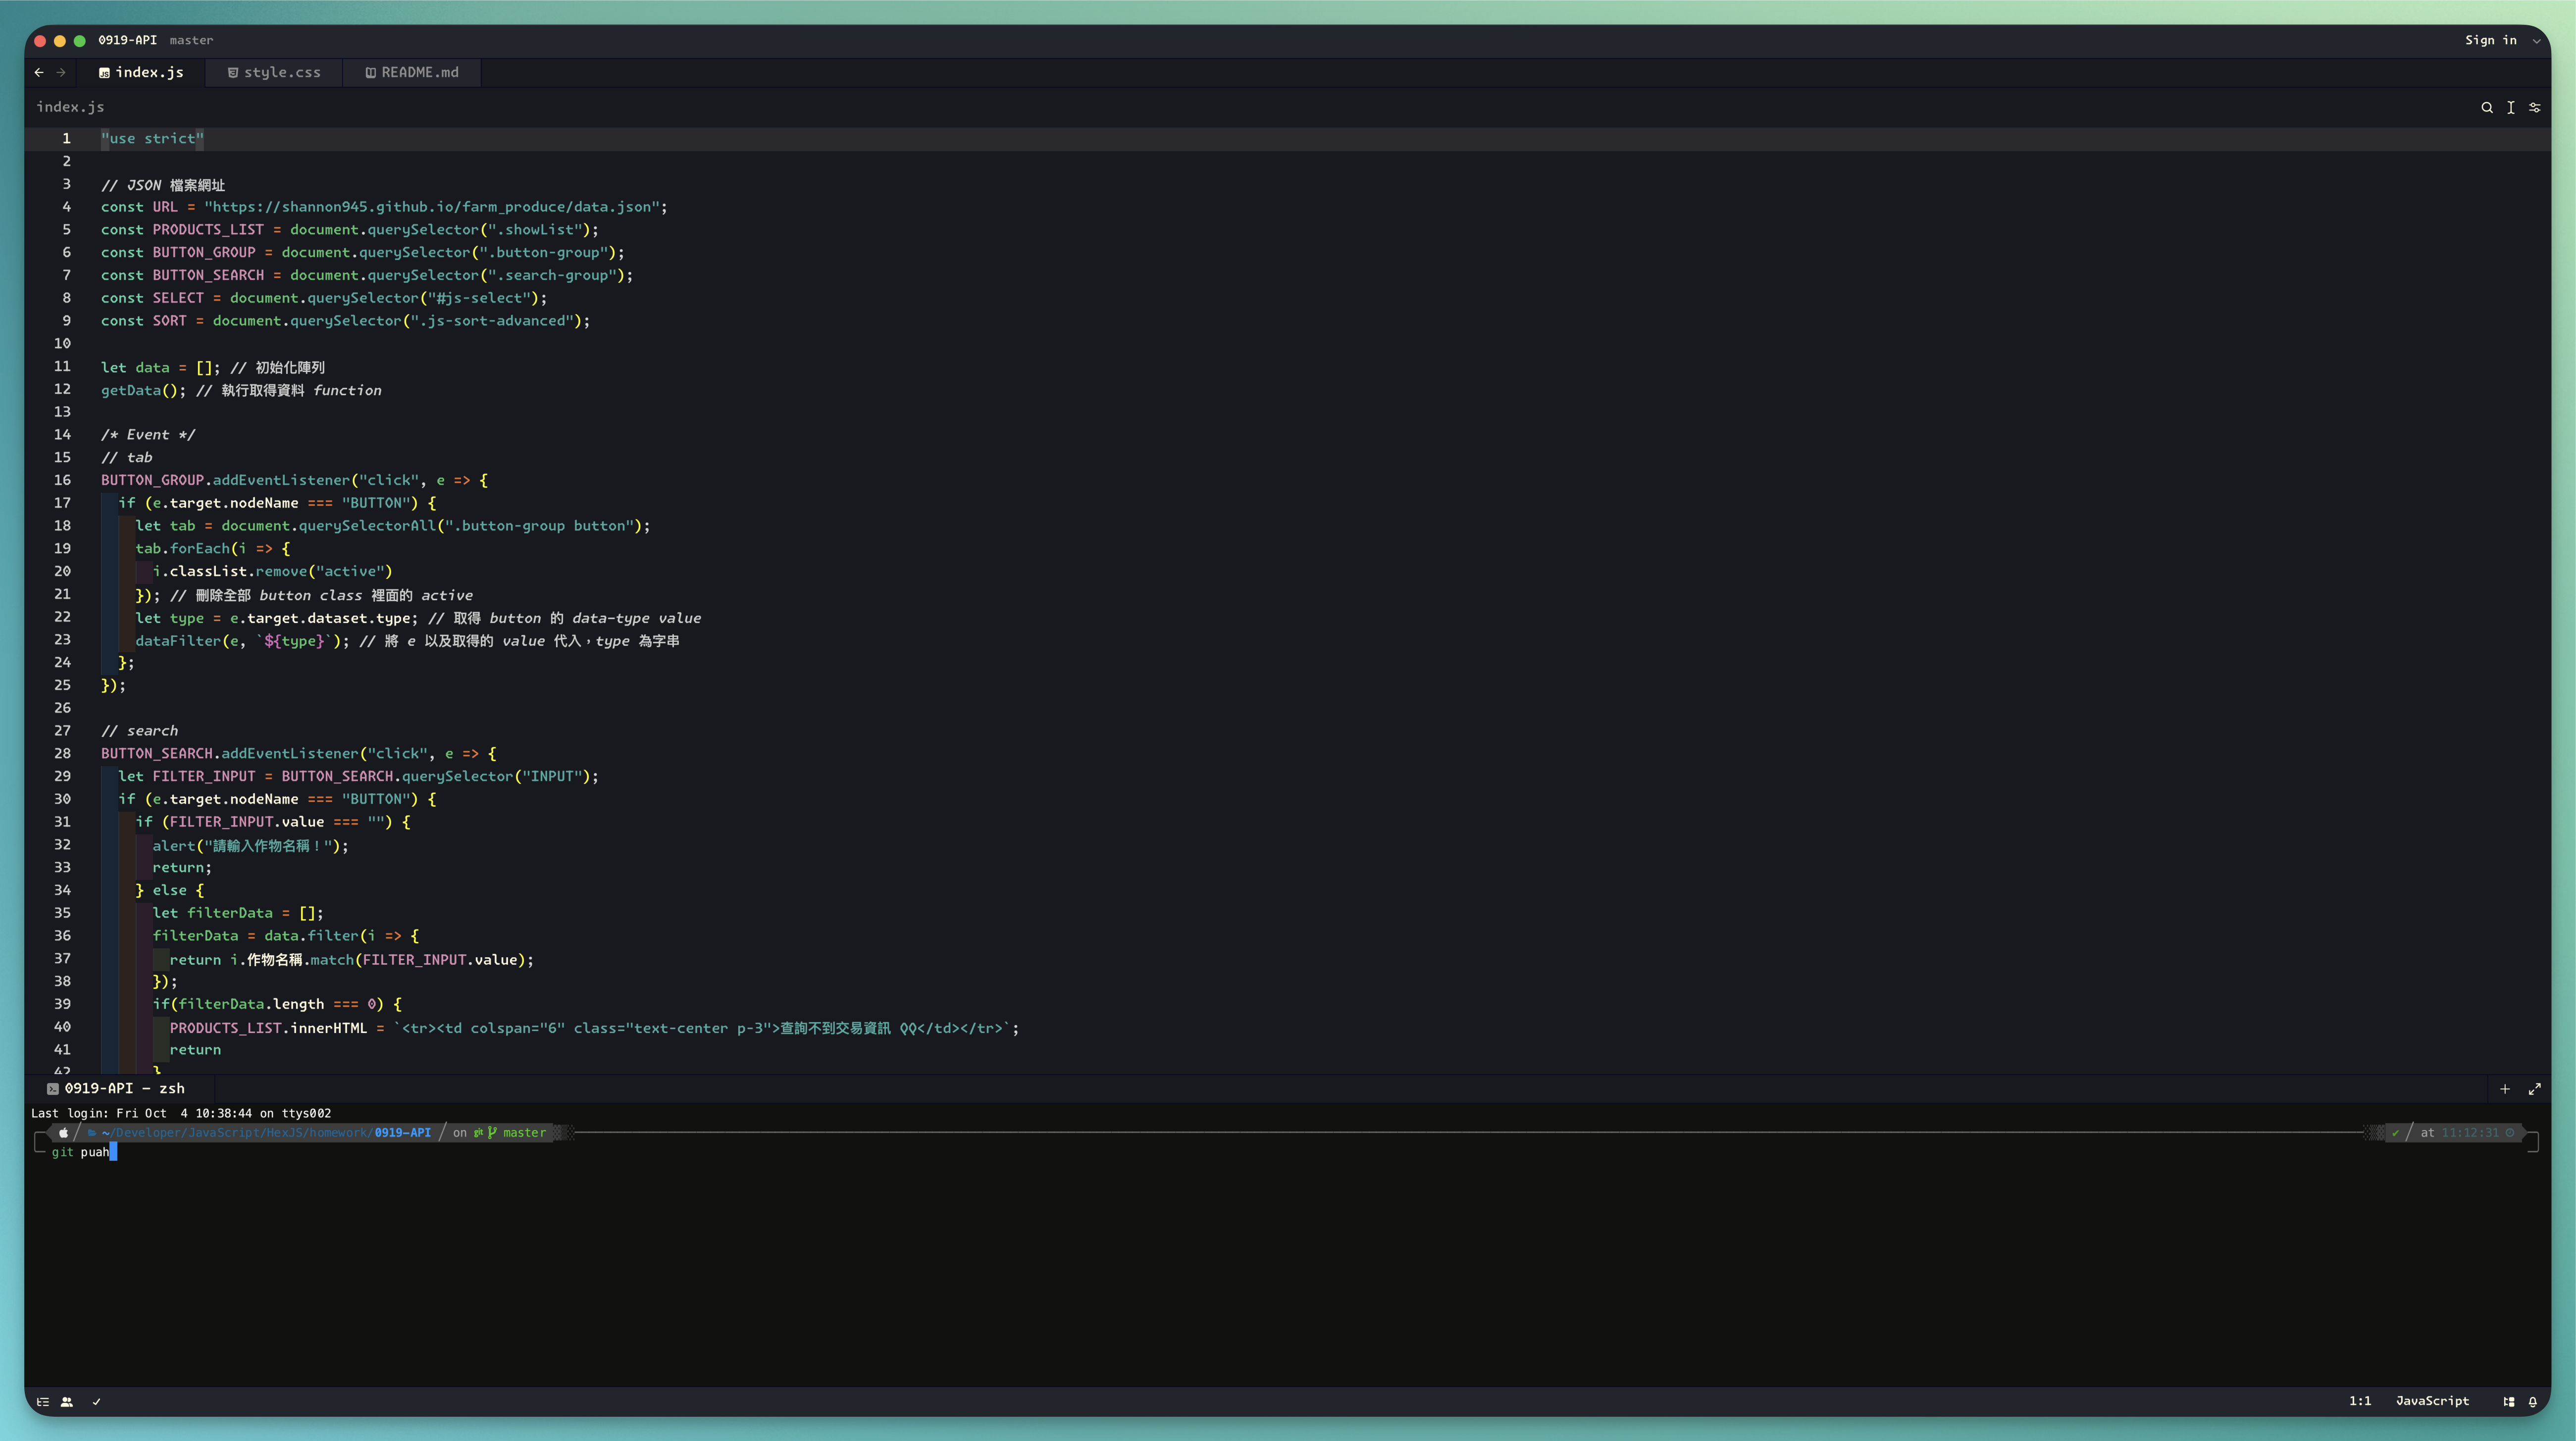 0919-API master
Sign in
index.js style.css README.md
index.js
1 "use strict"
2
3 // JSON 檔案網址
4 const URL = "https://shannon945.github.io/farm_produce/data.json";
5 const PRODUCTS_LIST = document.querySelector(".showList");
6 const BUTTON_GROUP = document.querySelector(".button-group");
7 const BUTTON_SEARCH = document.querySelector(".search-group");
8 const SELECT = document.querySelector("#js-select");
9 const SORT = document.querySelector(".js-sort-advanced");
10
11 let data = []; // 初始化陣列
12 getData(); // 執行取得資料 function
13
14 /* Event */
15 // tab
16 BUTTON_GROUP.addEventListener("click", e => {
17 if (e.target.nodeName === "BUTTON") {
18 let tab = document.querySelectorAll(".button-group button");
19 tab.forEach(i => {
20 i.classList.remove("active")
21 }); // 刪除全部 button class 裡面的 active
22 let type = e.target.dataset.type; // 取得 button 的 data-type value
23 dataFilter(e, `${type}`); // 將 e 以及取得的 value 代入，type 為字串
24 };
25 });
26
27 // search
28 BUTTON_SEARCH.addEventListener("click", e => {
29 let FILTER_INPUT = BUTTON_SEARCH.querySelector("INPUT");
30 if (e.target.nodeName === "BUTTON") {
31 if (FILTER_INPUT.value === "") {
32 alert("請輸入作物名稱！");
33 return;
34 } else {
35 let filterData = [];
36 filterData = data.filter(i => {
37 return i.作物名稱.match(FILTER_INPUT.value);
38 });
39 if(filterData.length === 0) {
40 PRODUCTS_LIST.innerHTML = `<tr><td colspan="6" class="text-center p-3">查詢不到交易資訊 QQ</td></tr>`;
41 return
42 }
0919-API — zsh
Last login: Fri Oct  4 10:38:44 on ttys002
~/Developer/JavaScript/HexJS/homework/0919-API on git master
at 11:12:31
git puah
1:1 JavaScript